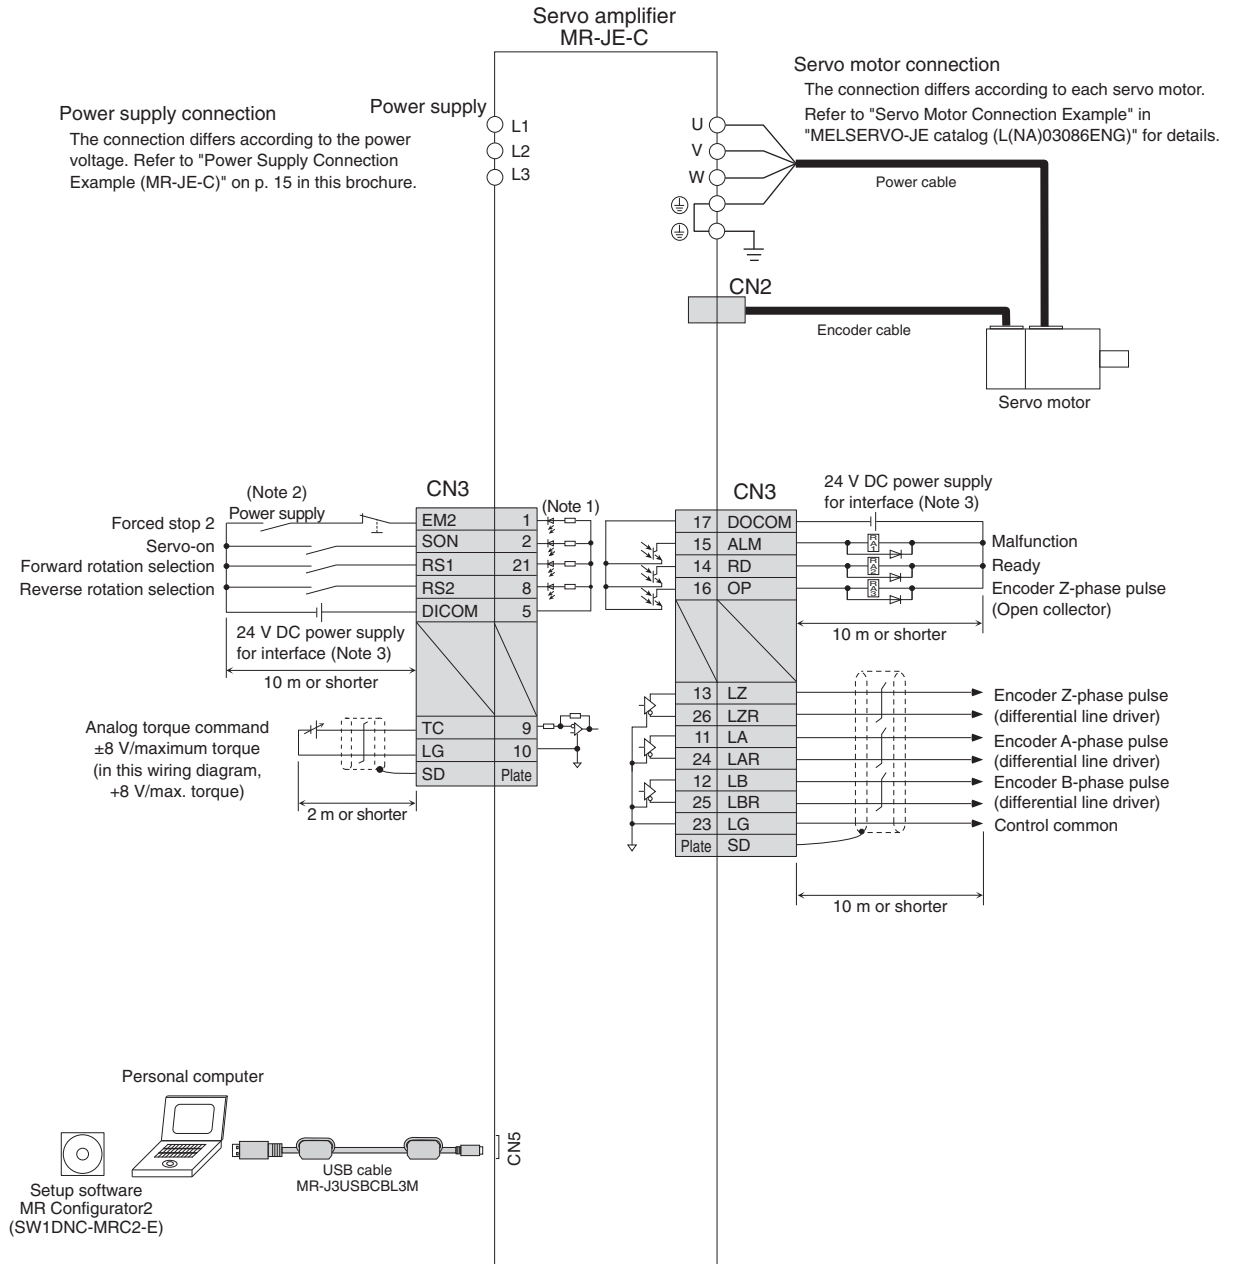 Servo amplifier
MR-JE-C
Servo motor connection
The connection differs according to each servo motor.
Refer to "Servo Motor Connection Example" in
"MELSERVO-JE catalog (L(NA)03086ENG)" for details.
Power supply connection
The connection differs according to the power
voltage. Refer to "Power Supply Connection
Example (MR-JE-C)" on p. 15 in this brochure.
Power supply
L1
L2
L3
U
V
W
Power cable
CN2
Encoder cable
Servo motor
CN3
(Note 1)
(Note 2)
Power supply
Forced stop 2
Servo-on
Forward rotation selection
Reverse rotation selection
EM2 1
SON 2
RS1 21
RS2 8
DICOM 5
24 V DC power supply
for interface (Note 3)
10 m or shorter
Analog torque command
±8 V/maximum torque
(in this wiring diagram,
+8 V/max. torque)
TC 9
LG 10
SD Plate
2 m or shorter
CN3
24 V DC power supply
for interface (Note 3)
17 DOCOM
15 ALM
14 RD
16 OP
RA1
RA2
RA3
Malfunction
Ready
Encoder Z-phase pulse
(Open collector)
10 m or shorter
13 LZ
26 LZR
11 LA
24 LAR
12 LB
25 LBR
23 LG
Plate SD
Encoder Z-phase pulse
(differential line driver)
Encoder A-phase pulse
(differential line driver)
Encoder B-phase pulse
(differential line driver)
Control common
10 m or shorter
Personal computer
CN5
USB cable
MR-J3USBCBL3M
Setup software
MR Configurator2
(SW1DNC-MRC2-E)